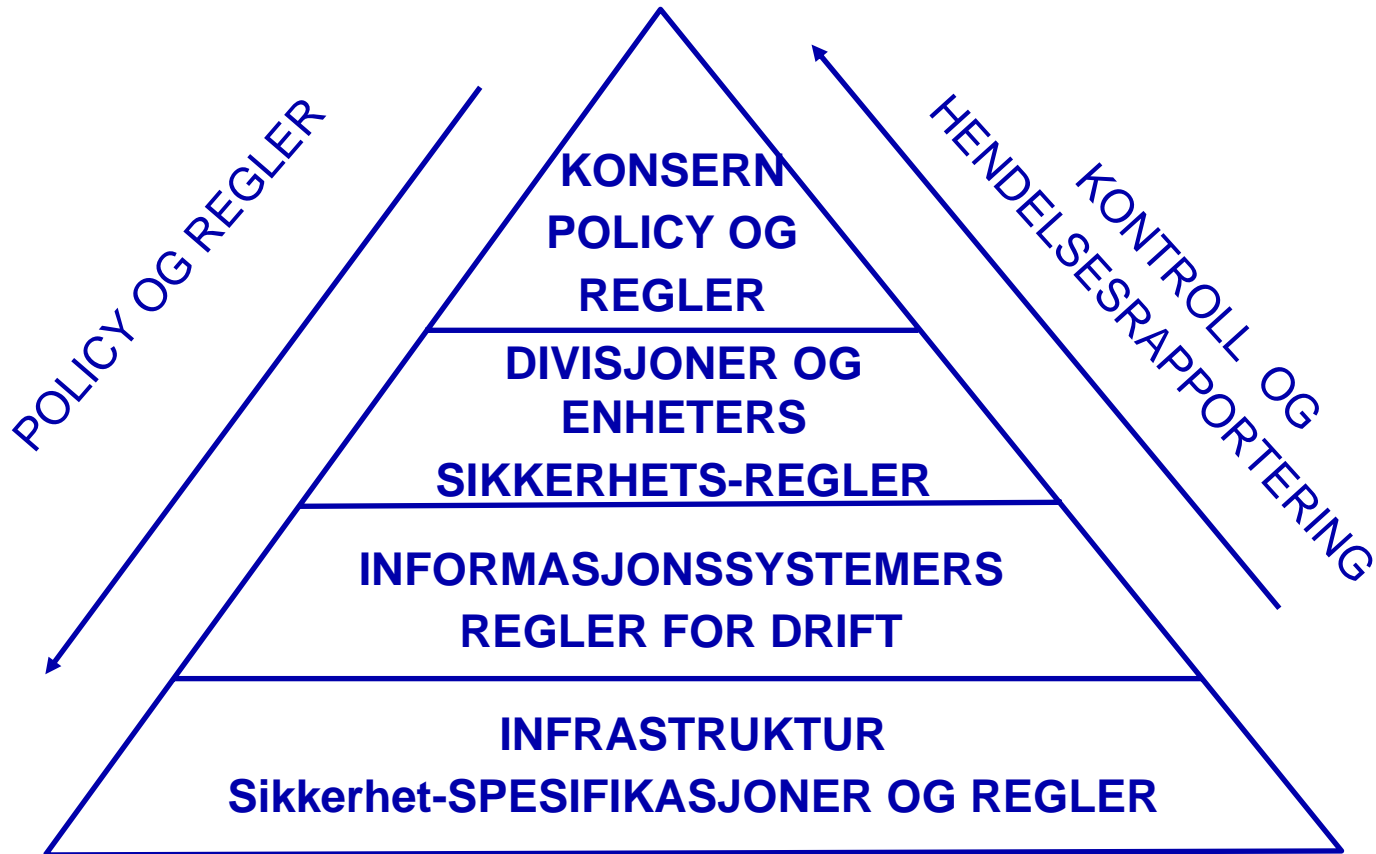 POLICY OG REGLER
KONTROLL OG
HENDELSESRAPPORTERING
KONSERN
POLICY OG
REGLER
DIVISJONER OG
ENHETERS
SIKKERHETS-REGLER
INFORMASJONSSYSTEMERS
REGLER FOR DRIFT
INFRASTRUKTUR
Sikkerhet-SPESIFIKASJONER OG REGLER